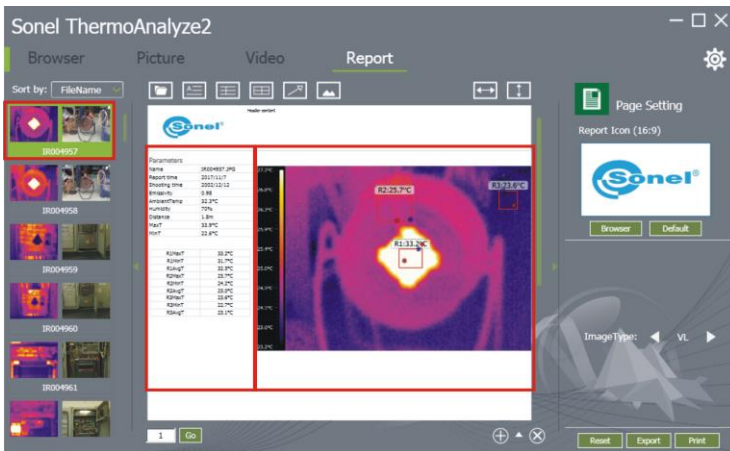 Sonel ThermoAnalyze2
Browser Picture Video Report
Sort by: FileName
IR004957
IR004958
IR004959
IR004960
IR004961
Header content
Sonel®
Parameters
Name IR004957.JPG
Report time 2017/11/7
Shooting time 2002/12/12
Emissivity 0.98
AmbientTemp 32.3°C
Humidity 70%
Distance 1.8m
MaxT 33.9°C
MinT 22.6°C
R1MaxT 33.2°C
R1MinT 31.7°C
R1AvgT 32.3°C
R2MaxT 25.7°C
R2MinT 24.2°C
R2AvgT 25.0°C
R3MaxT 23.6°C
R3MinT 22.7°C
R3AvgT 23.1°C
R2:25.7°C
R3:23.6°C
R1:33.2°C
1 Go
Page Setting
Report Icon (16:9)
Sonel®
Browser Default
ImageType: VL
Reset Export Print